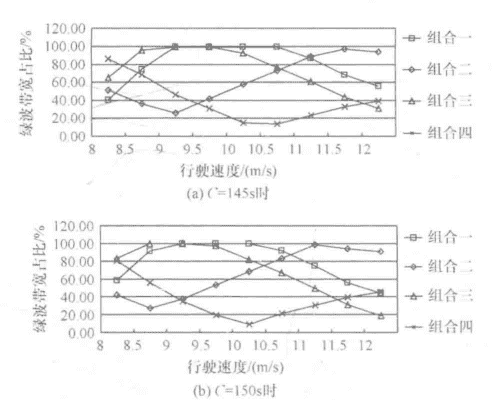 120.00
100.00
80.00
60.00
40.00
20.00
0.00
绿波带宽占比/%
8 8.5 9 9.5 10 10.5 11 11.5 12
行驶速度/(m/s)
组合一
组合二
组合三
组合四
(a) C=145s时
120.00
100.00
80.00
60.00
40.00
20.00
0.00
绿波带宽占比/%
8 8.5 9 9.5 10 10.5 11 11.5 12
行驶速度/(m/s)
组合一
组合二
组合三
组合四
(b) C=150s时